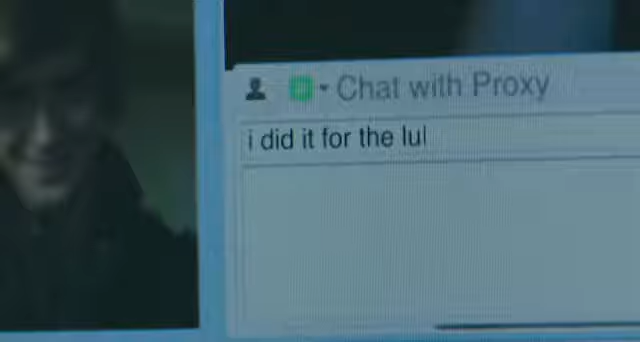 Chat with Proxy
i did it for the lul